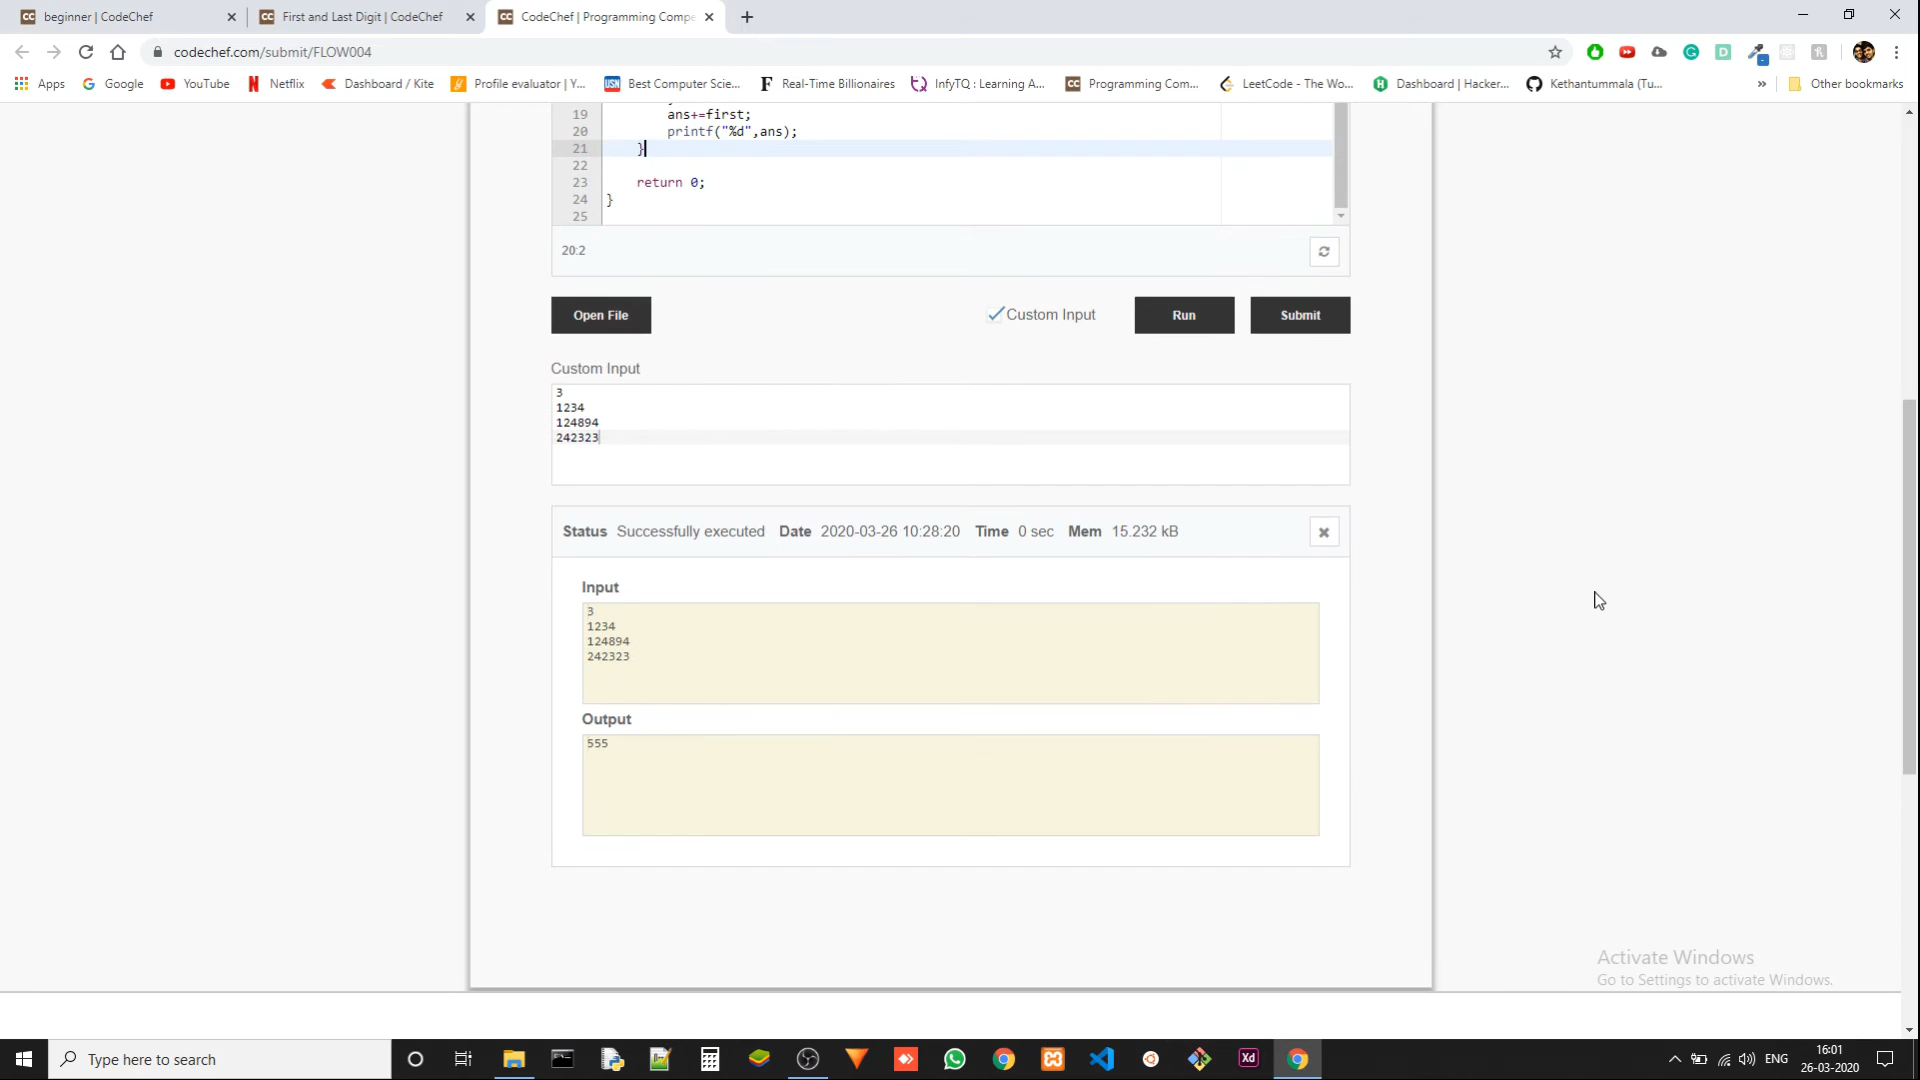 beginner | CodeChef
First and Last Digit | CodeChef
CodeChef | Programming Compe
codechef.com/submit/FLOW004
Apps
Google
YouTube
Netflix
Dashboard / Kite
Profile evaluator | Y...
Best Computer Scie...
Real-Time Billionaires
InfyTQ : Learning A...
Programming Com...
LeetCode - The Wo...
Dashboard | Hacker...
Kethantummala (Tu...
»
Other bookmarks
19 ans+=first;
20 printf("%d",ans);
21 }
22
23 return 0;
24 }
25
20:2
Open File
Custom Input
Run
Submit
Custom Input
3
1234
124894
242323
Status Successfully executed Date 2020-03-26 10:28:20 Time 0 sec Mem 15.232 kB
Input
3
1234
124894
242323
Output
555
Activate Windows
Go to Settings to activate Windows.
Type here to search
Xd
ENG
16:01
26-03-2020